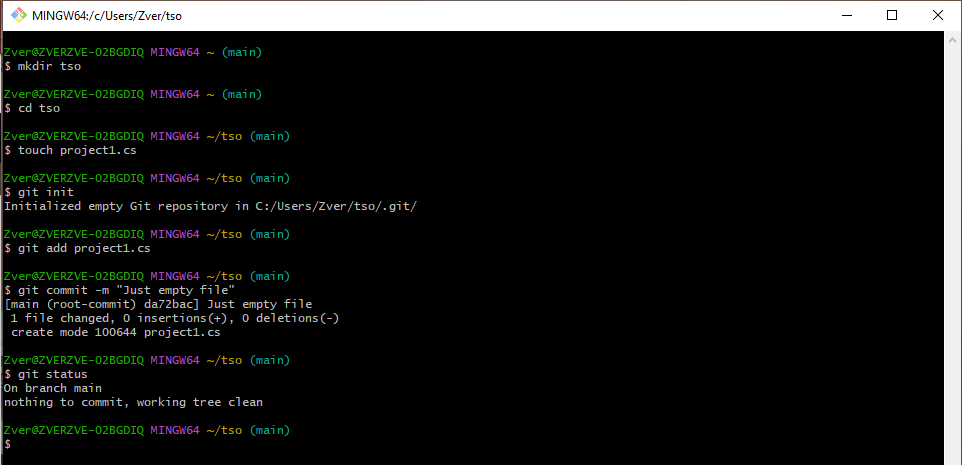 MINGW64:/c/Users/Zver/tso
Zver@ZVERZVE-02BGDIQ MINGW64 ~ (main)
$ mkdir tso
Zver@ZVERZVE-02BGDIQ MINGW64 ~ (main)
$ cd tso
Zver@ZVERZVE-02BGDIQ MINGW64 ~/tso (main)
$ touch project1.cs
Zver@ZVERZVE-02BGDIQ MINGW64 ~/tso (main)
$ git init
Initialized empty Git repository in C:/Users/Zver/tso/.git/
Zver@ZVERZVE-02BGDIQ MINGW64 ~/tso (main)
$ git add project1.cs
Zver@ZVERZVE-02BGDIQ MINGW64 ~/tso (main)
$ git commit -m "Just empty file"
[main (root-commit) da72bac] Just empty file
 1 file changed, 0 insertions(+), 0 deletions(-)
 create mode 100644 project1.cs
Zver@ZVERZVE-02BGDIQ MINGW64 ~/tso (main)
$ git status
On branch main
nothing to commit, working tree clean
Zver@ZVERZVE-02BGDIQ MINGW64 ~/tso (main)
$